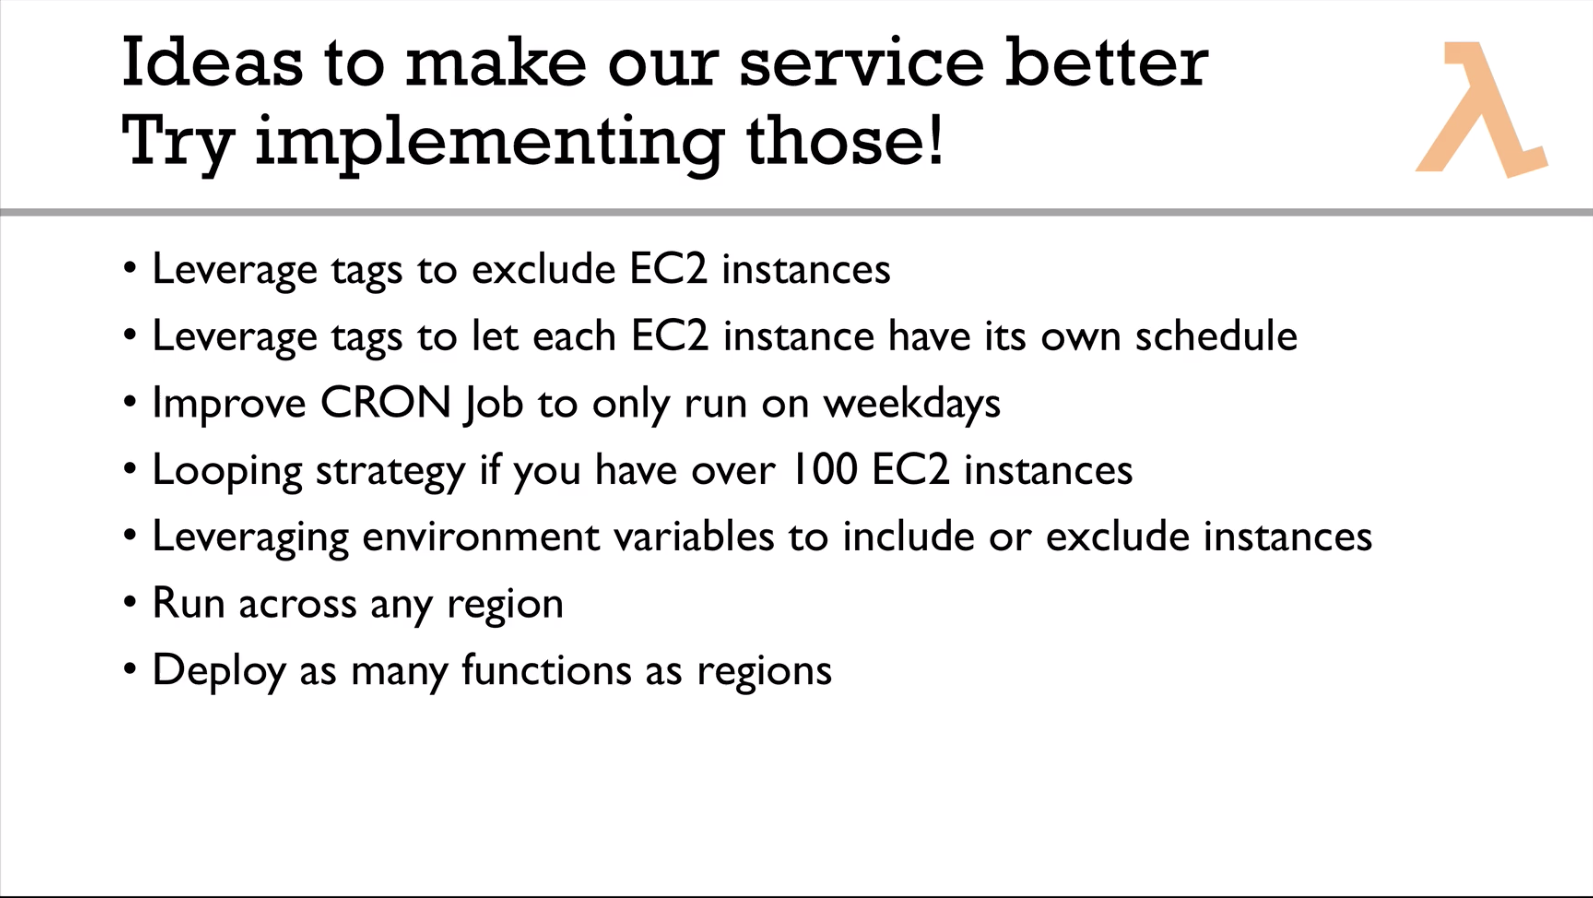 Ideas to make our service better
Try implementing those!
• Leverage tags to exclude EC2 instances
• Leverage tags to let each EC2 instance have its own schedule
• Improve CRON Job to only run on weekdays
• Looping strategy if you have over 100 EC2 instances
• Leveraging environment variables to include or exclude instances
• Run across any region
• Deploy as many functions as regions